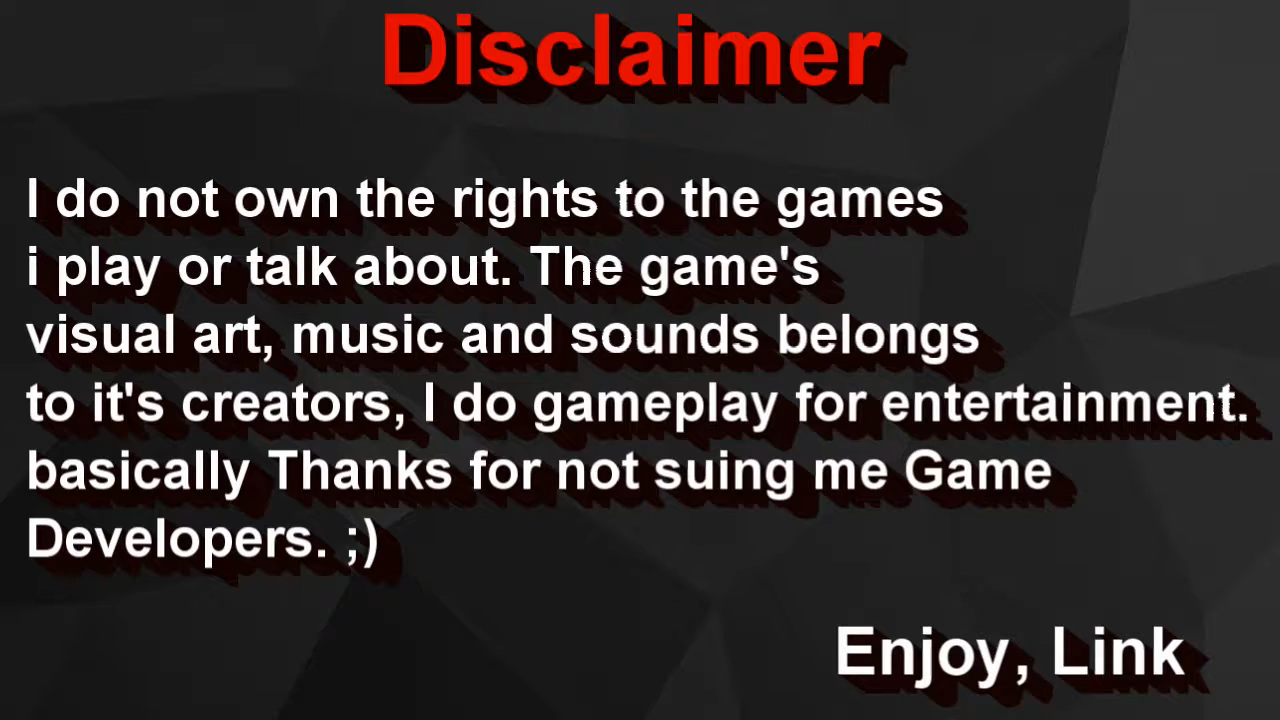 Disclaimer
I do not own the rights to the games
i play or talk about. The game's
visual art, music and sounds belongs
to it's creators, I do gameplay for entertainment.
basically Thanks for not suing me Game
Developers. ;)
Enjoy, Link